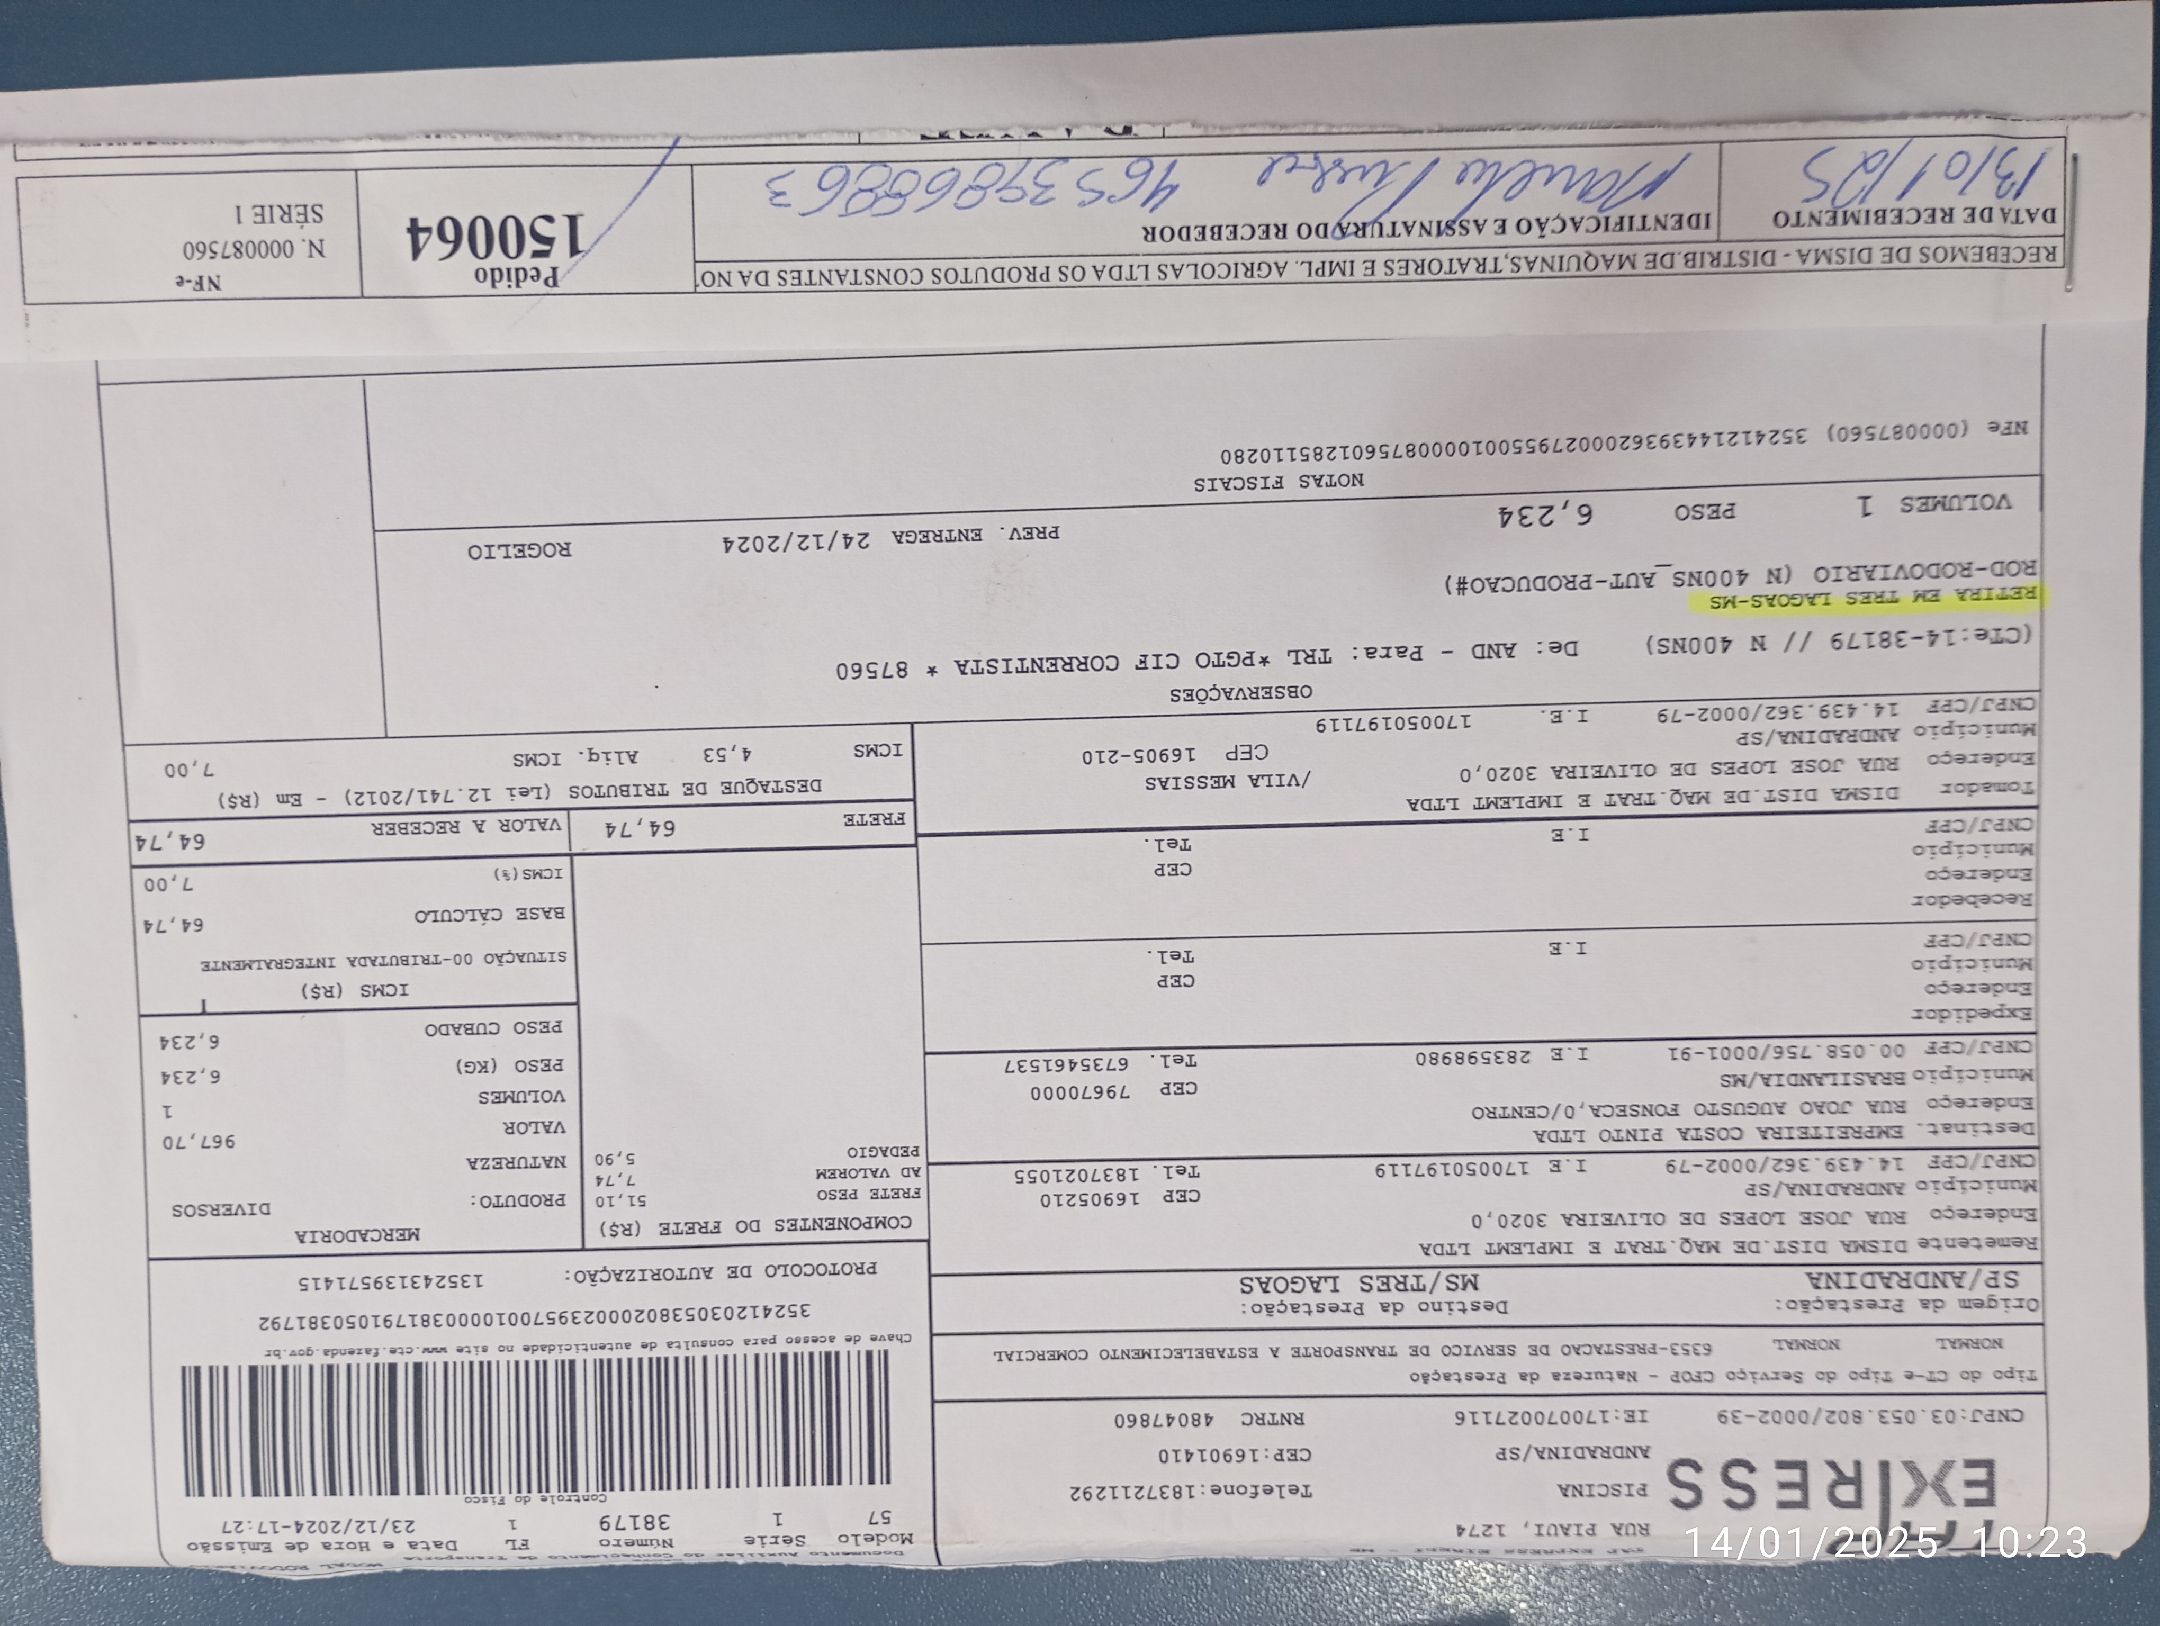 RUA PIAUI, 1274
EXPRESS
PISCINA Telefone:1837211292
ANDRADINA/SP CEP:16901410
CNPJ:03.053.802/0002-39 IE:170070027116 RNTRC 48047860
Modelo Série Número FL Data e Hora de Emissão
57 1 38179 1 23/12/2024-17:27
Controle do Fisco
Chave de acesso para consulta de autenticidade no site www.cte.fazenda.gov.br
35241203053802000239570010000381791050381792
PROTOCOLO DE AUTORIZAÇÃO: 135243139571415
Tipo do CT-e Tipo do Serviço CFOP - Natureza da Prestação
NORMAL NORMAL 6353-PRESTACAO DE SERVICO DE TRANSPORTE A ESTABELECIMENTO COMERCIAL
Origem da Prestação: Destino da Prestação:
SP/ANDRADINA MS/TRES LAGOAS
Remetente DISMA DIST.DE MAQ.TRAT E IMPLEMT LTDA
Endereço RUA JOSE LOPES DE OLIVEIRA 3020,0
Município ANDRADINA/SP CEP 16905210
CNPJ/CPF 14.439.362/0002-79 I.E 170050197119 Tel. 1837021055
Destinat. EMPREITEIRA COSTA PINTO LTDA
Endereço RUA JOAO AUGUSTO FONSECA,0/CENTRO
Município BRASILANDIA/MS CEP 79670000
CNPJ/CPF 00.058.756/0001-91 I.E 283598980 Tel. 6735461537
Expedidor
Endereço
Município CEP
CNPJ/CPF I.E Tel.
Recebedor
Endereço
Município CEP
CNPJ/CPF I.E Tel.
Tomador DISMA DIST.DE MAQ.TRAT E IMPLEMT LTDA
Endereço RUA JOSE LOPES DE OLIVEIRA 3020,0 /VILA MESSIAS
Município ANDRADINA/SP CEP 16905-210
CNPJ/CPF 14.439.362/0002-79 I.E. 170050197119
COMPONENTES DO FRETE (R$)
FRETE PESO 51,10
AD VALOREM 7,74
PEDAGIO 5,90
MERCADORIA
PRODUTO: DIVERSOS
NATUREZA
VALOR 967,70
VOLUMES 1
PESO (KG) 6,234
PESO CUBADO 6,234
ICMS (R$)
SITUAÇÃO 00-TRIBUTADA INTEGRALMENTE
BASE CÁLCULO 64,74
ICMS(%) 7,00
FRETE 64,74 VALOR A RECEBER 64,74
DESTAQUE DE TRIBUTOS (Lei 12.741/2012) - Em (R$)
ICMS 4,53 Aliq. ICMS 7,00
OBSERVAÇÕES
(CTe:14-38179 // N 400NS) De: AND - Para: TRL *PGTO CIF CORRENTISTA * 87560
RETIRA EM TRES LAGOAS-MS
ROD-RODOVIARIO (N 400NS_AUT-PRODUCAO#)
PREV. ENTREGA 24/12/2024 ROGELIO
VOLUMES 1 PESO 6,234
NOTAS FISCAIS
NFe (000087560) 35241214439362000279550010000875601285110280
RECEBEMOS DE DISMA - DISTRIB.DE MAQUINAS,TRATORES E IMPL. AGRICOLAS LTDA OS PRODUTOS CONSTANTES DA NO
DATA DE RECEBIMENTO IDENTIFICAÇÃO E ASSINATURA DO RECEBEDOR
13/01/25 46539868863
Pedido
150064
NF-e
N. 000087560
SÉRIE 1
14/01/2025 10:23